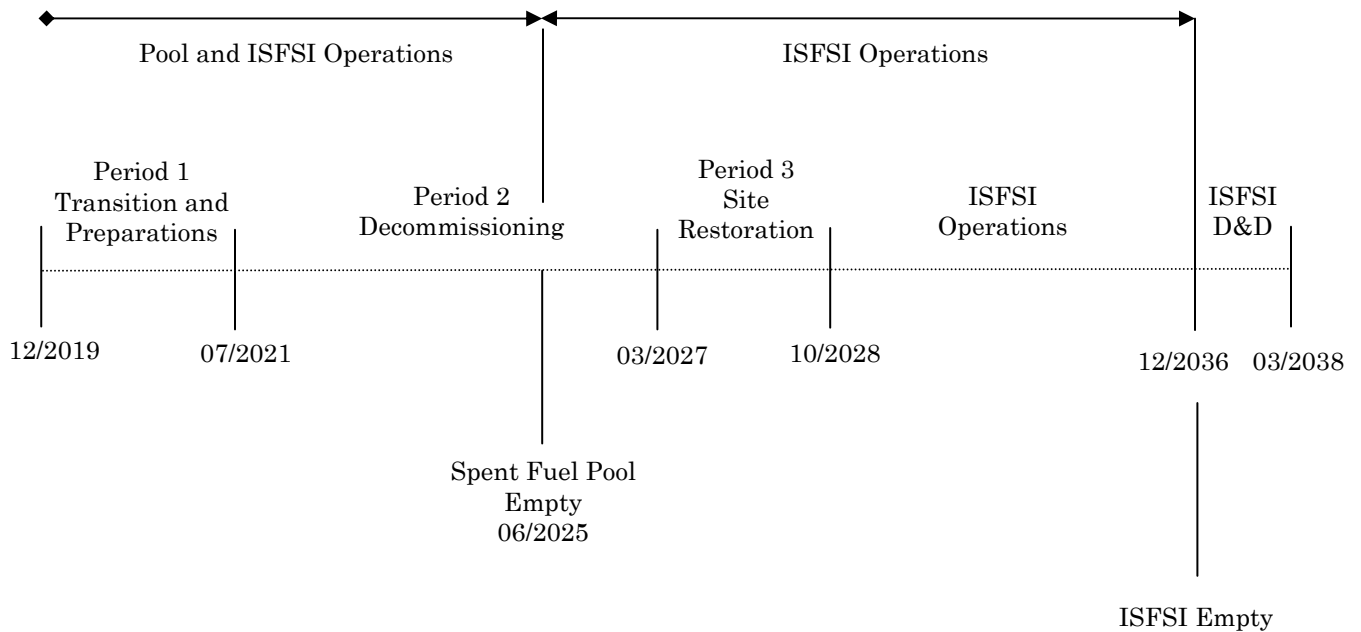 Pool and ISFSI Operations
ISFSI Operations
Period 1
Transition and
Preparations
Period 2
Decommissioning
Period 3
Site
Restoration
ISFSI
Operations
ISFSI
D&D
12/2019
07/2021
03/2027
10/2028
12/2036
03/2038
Spent Fuel Pool
Empty
06/2025
ISFSI Empty